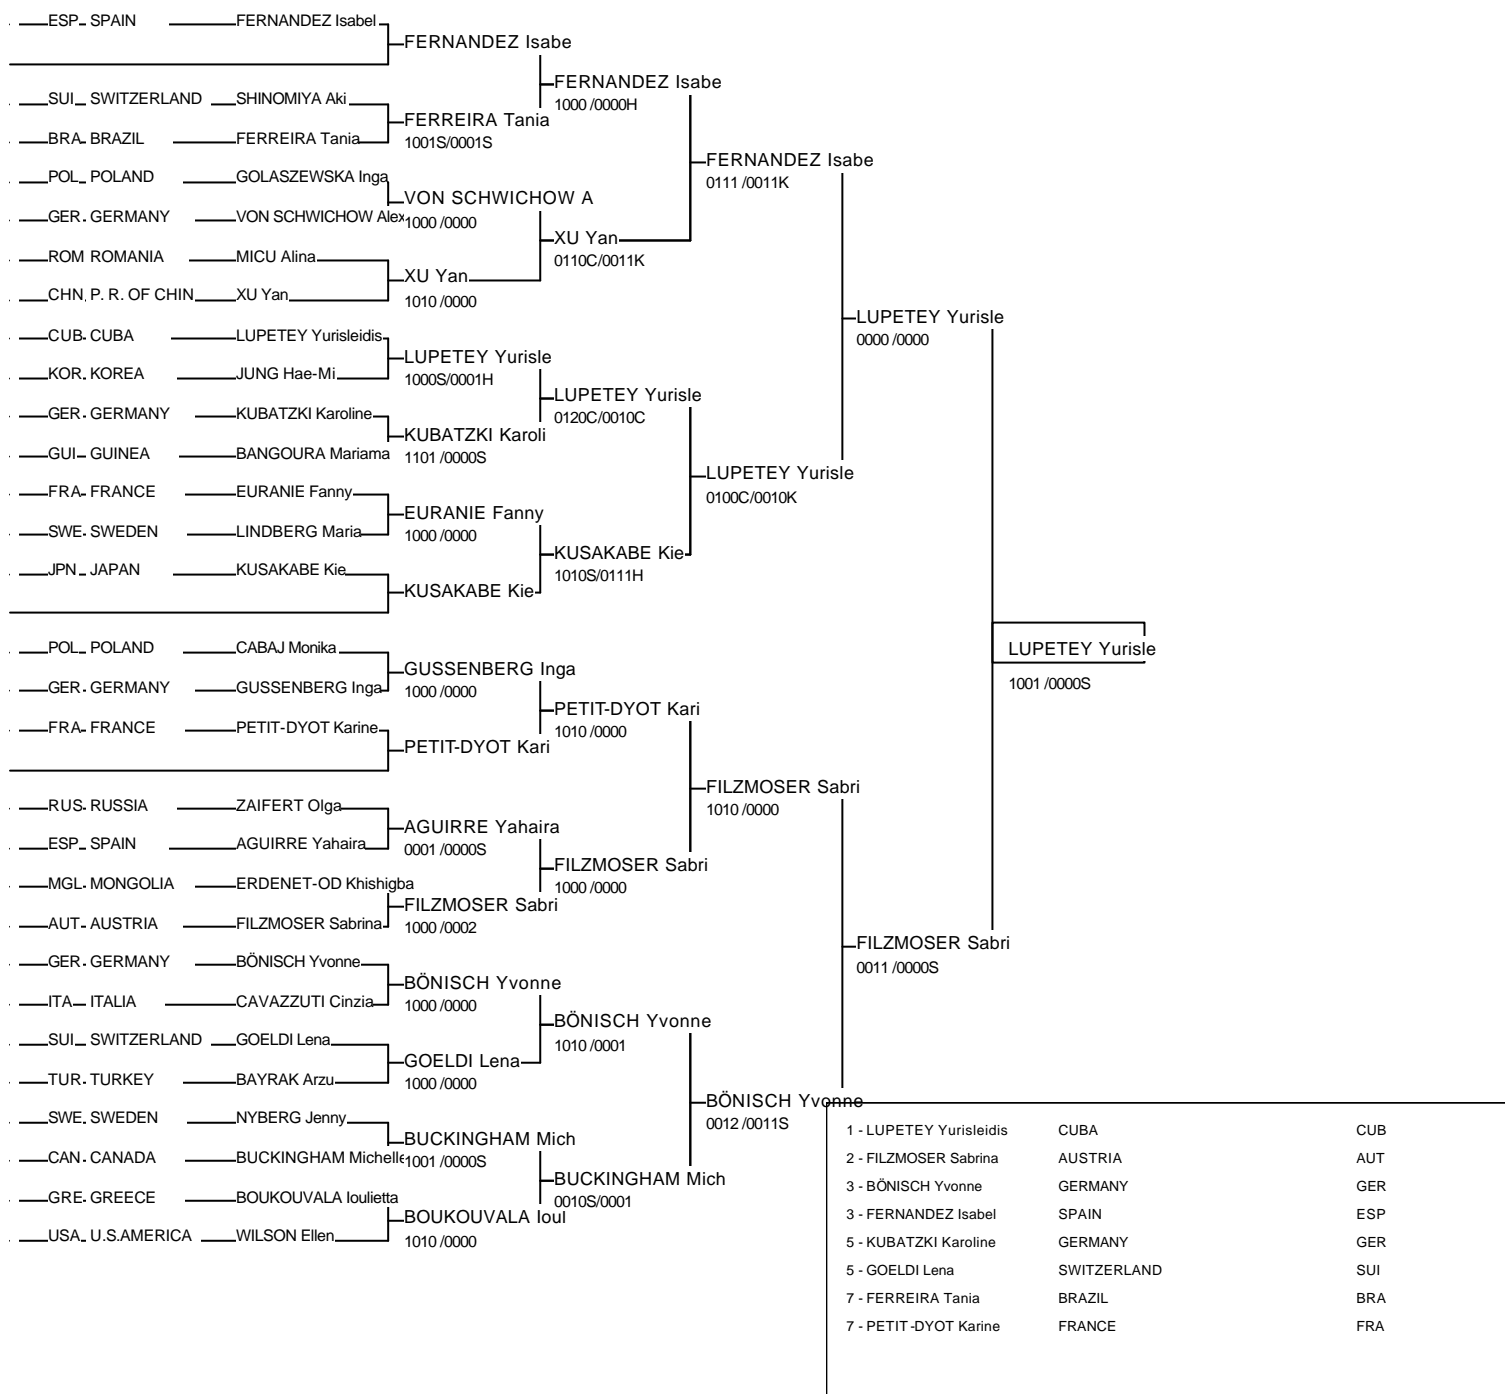 ESP SPAIN FERNANDEZ Isabel
FERNANDEZ Isabe
FERNANDEZ Isabe
1000 /0000H
SUI SWITZERLAND SHINOMIYA Aki
FERREIRA Tania
1001S/0001S
BRA BRAZIL FERREIRA Tania
FERNANDEZ Isabe
0111 /0011K
POL POLAND GOLASZEWSKA Inga
VON SCHWICHOW A
1000 /0000
GER GERMANY VON SCHWICHOW Alex
XU Yan
0110C/0011K
ROM ROMANIA MICU Alina
XU Yan
1010 /0000
CHN P. R. OF CHIN XU Yan
LUPETEY Yurisle
0000 /0000
CUB CUBA LUPETEY Yurisleidis
LUPETEY Yurisle
1000S/0001H
KOR KOREA JUNG Hae-Mi
LUPETEY Yurisle
0120C/0010C
GER GERMANY KUBATZKI Karoline
KUBATZKI Karoli
1101 /0000S
GUI GUINEA BANGOURA Mariama
LUPETEY Yurisle
0100C/0010K
FRA FRANCE EURANIE Fanny
EURANIE Fanny
1000 /0000
SWE SWEDEN LINDBERG Maria
KUSAKABE Kie
1010S/0111H
JPN JAPAN KUSAKABE Kie
KUSAKABE Kie
LUPETEY Yurisle
1001 /0000S
POL POLAND CABAJ Monika
GUSSENBERG Inga
1000 /0000
GER GERMANY GUSSENBERG Inga
PETIT-DYOT Kari
1010 /0000
FRA FRANCE PETIT-DYOT Karine
PETIT-DYOT Kari
FILZMOSER Sabri
1010 /0000
RUS RUSSIA ZAIFERT Olga
AGUIRRE Yahaira
0001 /0000S
ESP SPAIN AGUIRRE Yahaira
FILZMOSER Sabri
1000 /0000
MGL MONGOLIA ERDENET-OD Khishigba
FILZMOSER Sabri
1000 /0002
AUT AUSTRIA FILZMOSER Sabrina
FILZMOSER Sabri
0011 /0000S
GER GERMANY BÖNISCH Yvonne
BÖNISCH Yvonne
1000 /0000
ITA ITALIA CAVAZZUTI Cinzia
BÖNISCH Yvonne
1010 /0001
SUI SWITZERLAND GOELDI Lena
GOELDI Lena
1000 /0000
TUR TURKEY BAYRAK Arzu
BÖNISCH Yvonne
0012 /0011S
SWE SWEDEN NYBERG Jenny
BUCKINGHAM Mich
1001 /0000S
CAN CANADA BUCKINGHAM Michelle
BUCKINGHAM Mich
0010S/0001
GRE GREECE BOUKOUVALA Ioulietta
BOUKOUVALA Ioul
1010 /0000
USA U.S.AMERICA WILSON Ellen
1 - LUPETEY Yurisleidis CUBA CUB
2 - FILZMOSER Sabrina AUSTRIA AUT
3 - BÖNISCH Yvonne GERMANY GER
3 - FERNANDEZ Isabel SPAIN ESP
5 - KUBATZKI Karoline GERMANY GER
5 - GOELDI Lena SWITZERLAND SUI
7 - FERREIRA Tania BRAZIL BRA
7 - PETIT-DYOT Karine FRANCE FRA